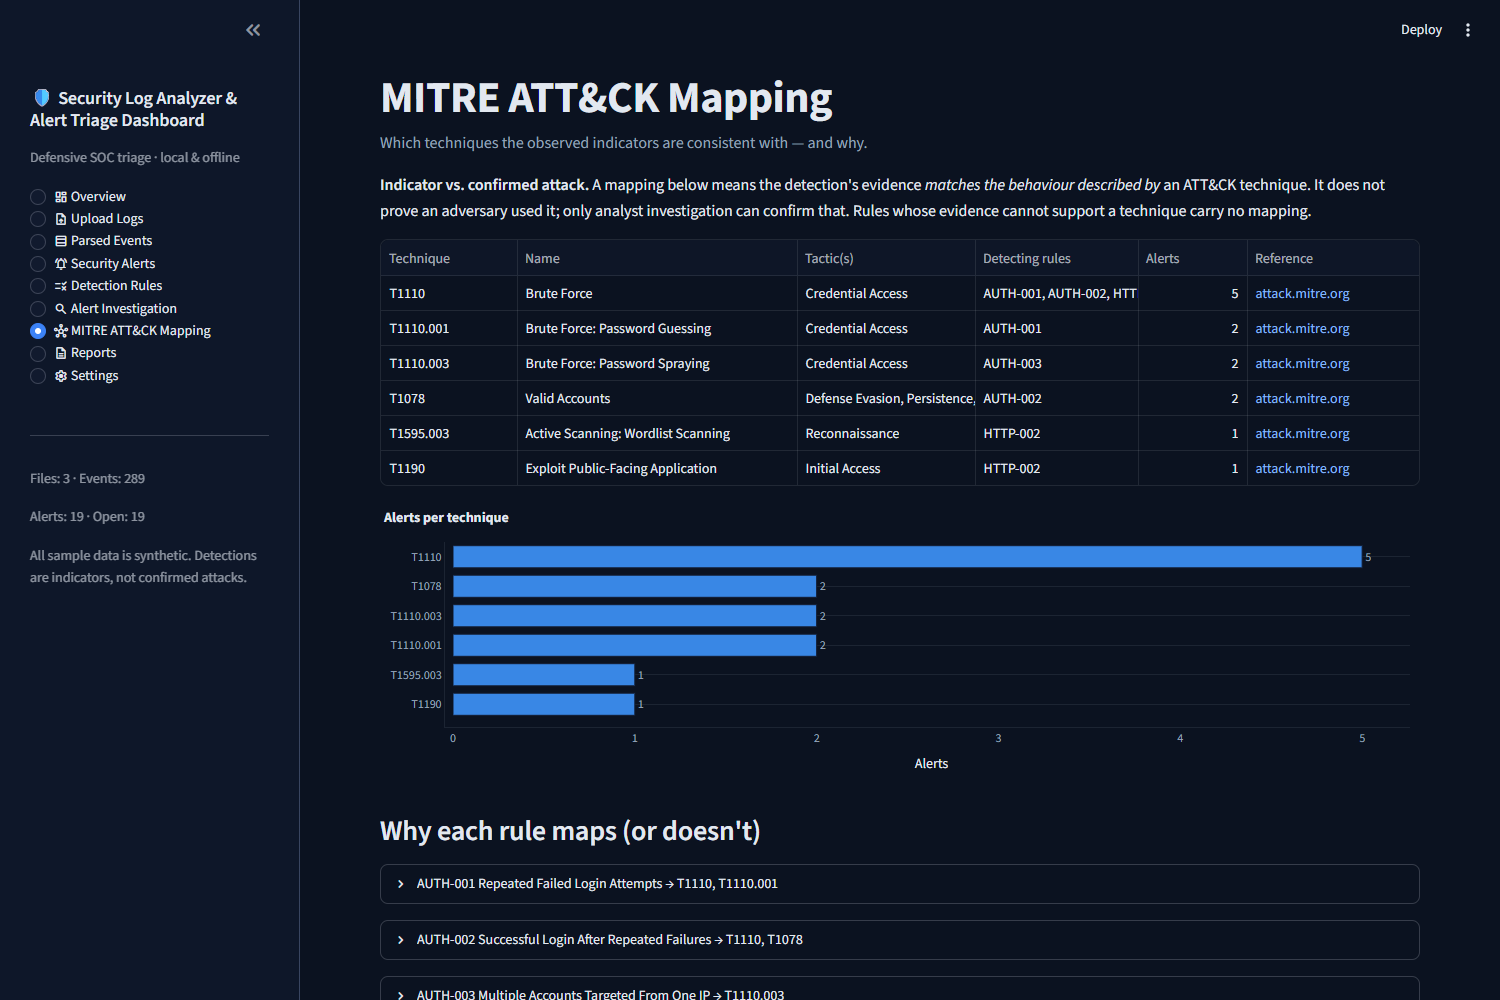 Deploy
Security Log Analyzer &
Alert Triage Dashboard
Defensive SOC triage · local & offline
Overview
Upload Logs
Parsed Events
Security Alerts
Detection Rules
Alert Investigation
MITRE ATT&CK Mapping
Reports
Settings
Files: 3 · Events: 289
Alerts: 19 · Open: 19
All sample data is synthetic. Detections
are indicators, not confirmed attacks.
MITRE ATT&CK Mapping
Which techniques the observed indicators are consistent with — and why.
Indicator vs. confirmed attack. A mapping below means the detection's evidence matches the behaviour described by an ATT&CK technique. It does not
prove an adversary used it; only analyst investigation can confirm that. Rules whose evidence cannot support a technique carry no mapping.
Technique Name Tactic(s) Detecting rules Alerts Reference
T1110 Brute Force Credential Access AUTH-001, AUTH-002, HTT 5 attack.mitre.org
T1110.001 Brute Force: Password Guessing Credential Access AUTH-001 2 attack.mitre.org
T1110.003 Brute Force: Password Spraying Credential Access AUTH-003 2 attack.mitre.org
T1078 Valid Accounts Defense Evasion, Persistence, AUTH-002 2 attack.mitre.org
T1595.003 Active Scanning: Wordlist Scanning Reconnaissance HTTP-002 1 attack.mitre.org
T1190 Exploit Public-Facing Application Initial Access HTTP-002 1 attack.mitre.org
Alerts per technique
T1110 5
T1078 2
T1110.003 2
T1110.001 2
T1595.003 1
T1190 1
0 1 2 3 4 5
Alerts
Why each rule maps (or doesn't)
AUTH-001 Repeated Failed Login Attempts → T1110, T1110.001
AUTH-002 Successful Login After Repeated Failures → T1110, T1078
AUTH-003 Multiple Accounts Targeted From One IP → T1110.003